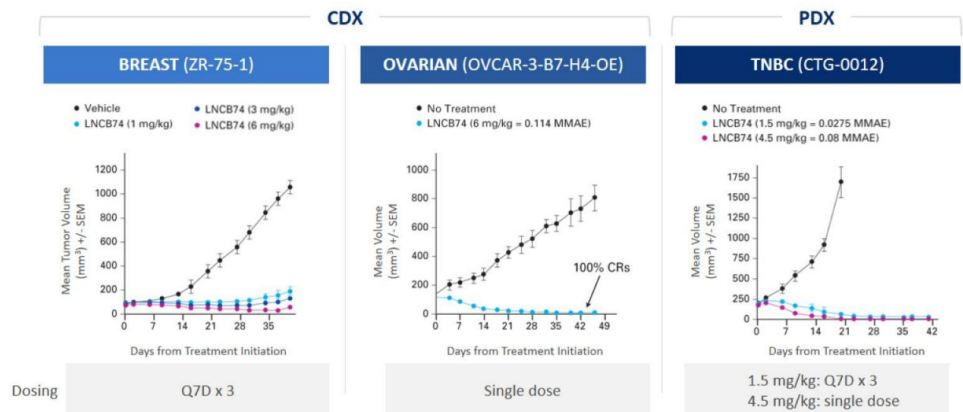 CDX
PDX
BREAST (ZR-75-1)
OVARIAN (OVCAR-3-B7-H4-OE)
TNBC (CTG-0012)
Vehicle
LNCB74 (1 mg/kg)
LNCB74 (3 mg/kg)
LNCB74 (6 mg/kg)
No Treatment
LNCB74 (6 mg/kg = 0.114 MMAE)
No Treatment
LNCB74 (1.5 mg/kg = 0.0275 MMAE)
LNCB74 (4.5 mg/kg = 0.08 MMAE)
Mean Tumor Volume
(mm³) +/- SEM
1200
1000
800
600
400
200
0
0 7 14 21 28 35
Days from Treatment Initiation
Mean Volume
(mm³) +/- SEM
1000
800
600
400
200
0
100% CRs
0 7 14 21 28 35 42 49
Days from Treatment Initiation
Mean Volume
(mm³) +/- SEM
1750
1500
1250
1000
750
500
250
0
0 7 14 21 28 35 42
Days from Treatment Initiation
Dosing
Q7D x 3
Single dose
1.5 mg/kg: Q7D x 3
4.5 mg/kg: single dose